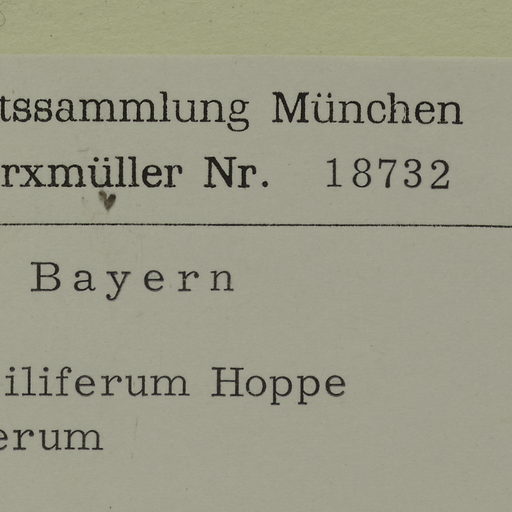 tssammlung München
rxmüller Nr. 18732
Bayern
iliferum Hoppe
erum